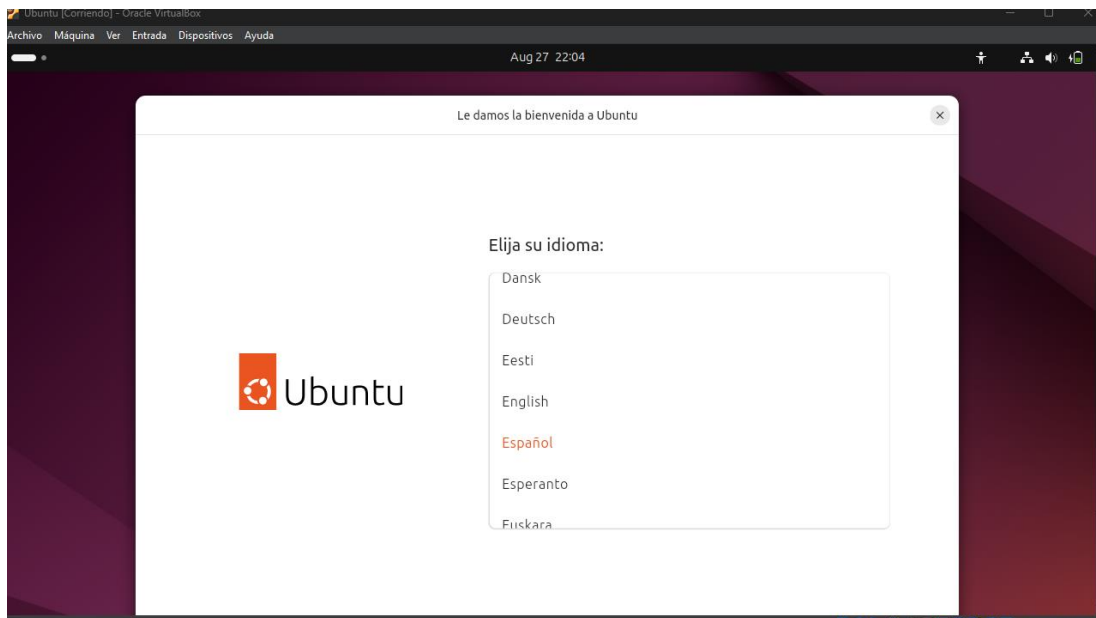 Ubuntu [Corriendo] - Oracle VirtualBox
Archivo Máquina Ver Entrada Dispositivos Ayuda
Aug 27 22:04
Le damos la bienvenida a Ubuntu
Elija su idioma:
Dansk
Deutsch
Eesti
English
Español
Esperanto
Euskara
Ubuntu